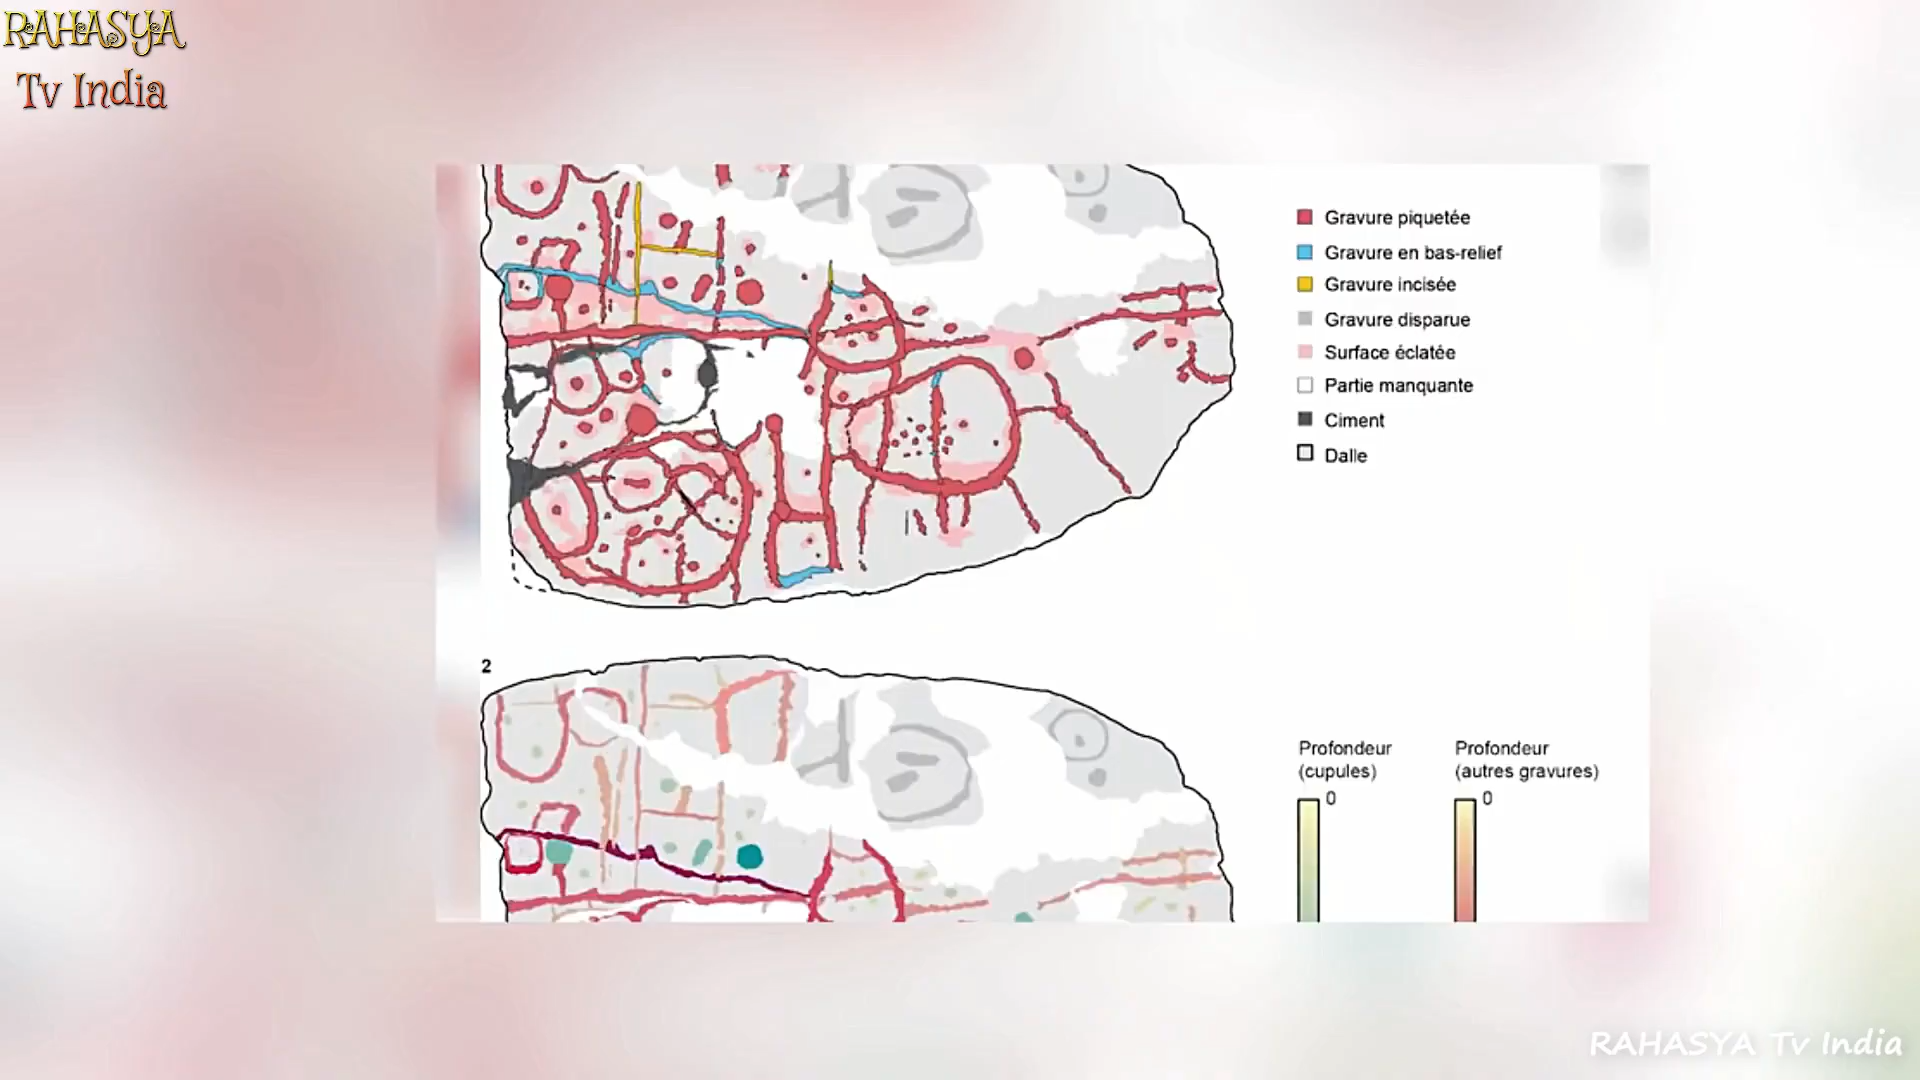 RAHASYA
Tv India
Gravure piquetée
Gravure en bas-relief
Gravure incisée
Gravure disparue
Surface éclatée
Partie manquante
Ciment
Dalle
2
Profondeur
(cupules)
0
Profondeur
(autres gravures)
0
RAHASYA Tv India